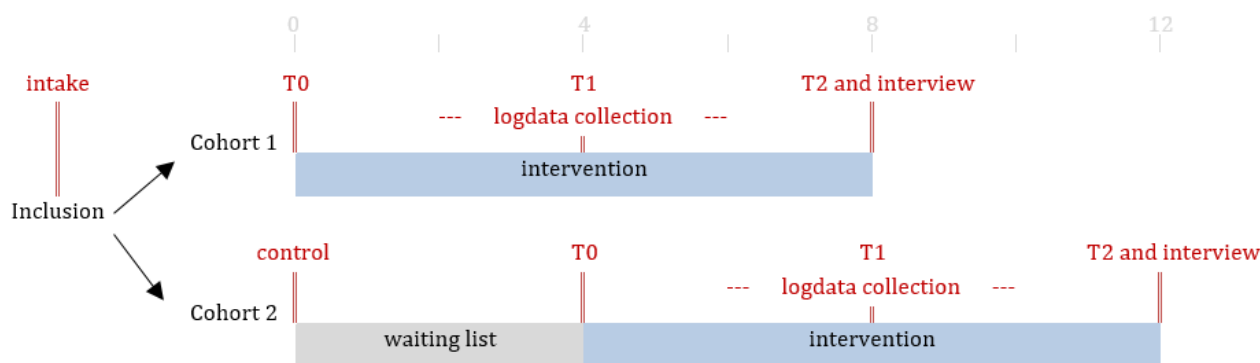 0 4 8 12
intake T0 T1 T2 and interview
--- logdata collection ---
Cohort 1
intervention
Inclusion
control T0 T1 T2 and interview
--- logdata collection ---
Cohort 2
waiting list intervention